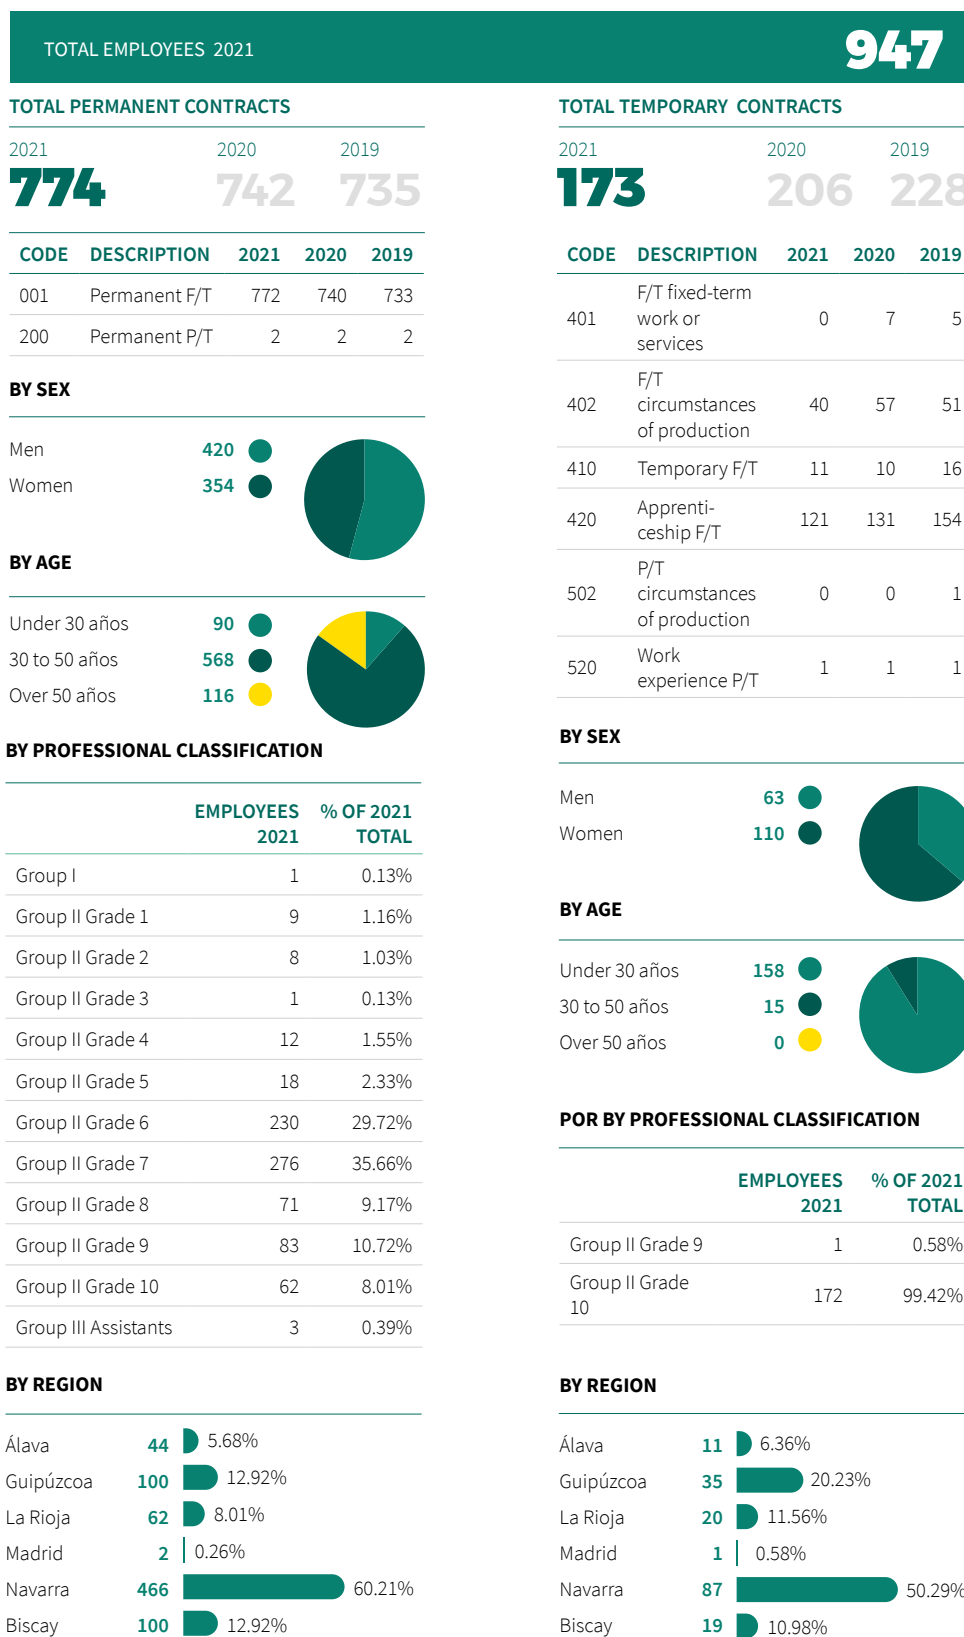 TOTAL EMPLOYEES 2021 947
TOTAL PERMANENT CONTRACTS
2021 2020 2019
774 742 735
CODE DESCRIPTION 2021 2020 2019
001 Permanent F/T 772 740 733
200 Permanent P/T 2 2 2
BY SEX
Men 420
Women 354
BY AGE
Under 30 años 90
30 to 50 años 568
Over 50 años 116
BY PROFESSIONAL CLASSIFICATION
EMPLOYEES % OF 2021
2021 TOTAL
Group I 1 0.13%
Group II Grade 1 9 1.16%
Group II Grade 2 8 1.03%
Group II Grade 3 1 0.13%
Group II Grade 4 12 1.55%
Group II Grade 5 18 2.33%
Group II Grade 6 230 29.72%
Group II Grade 7 276 35.66%
Group II Grade 8 71 9.17%
Group II Grade 9 83 10.72%
Group II Grade 10 62 8.01%
Group III Assistants 3 0.39%
BY REGION
Álava 44 5.68%
Guipúzcoa 100 12.92%
La Rioja 62 8.01%
Madrid 2 0.26%
Navarra 466 60.21%
Biscay 100 12.92%
TOTAL TEMPORARY CONTRACTS
2021 2020 2019
173 206 228
CODE DESCRIPTION 2021 2020 2019
F/T fixed-term
401 work or 0 7 5
services
F/T
402 circumstances 40 57 51
of production
410 Temporary F/T 11 10 16
420 Apprenti- 121 131 154
ceship F/T
P/T
502 circumstances 0 0 1
of production
520 Work 1 1 1
experience P/T
BY SEX
Men 63
Women 110
BY AGE
Under 30 años 158
30 to 50 años 15
Over 50 años 0
POR BY PROFESSIONAL CLASSIFICATION
EMPLOYEES % OF 2021
2021 TOTAL
Group II Grade 9 1 0.58%
Group II Grade
10 172 99.42%
BY REGION
Álava 11 6.36%
Guipúzcoa 35 20.23%
La Rioja 20 11.56%
Madrid 1 0.58%
Navarra 87 50.29%
Biscay 19 10.98%